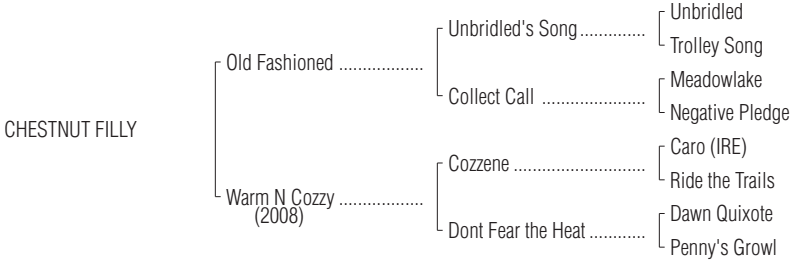 Unbridled
Unbridled's Song..............
Trolley Song
Old Fashioned ..................
Meadowlake
Collect Call ......................
Negative Pledge
CHESTNUT FILLY
Caro (IRE)
Cozzene ............................
Ride the Trails
Warm N Cozzy ..................
(2008)
Dawn Quixote
Dont Fear the Heat ............
Penny's Growl